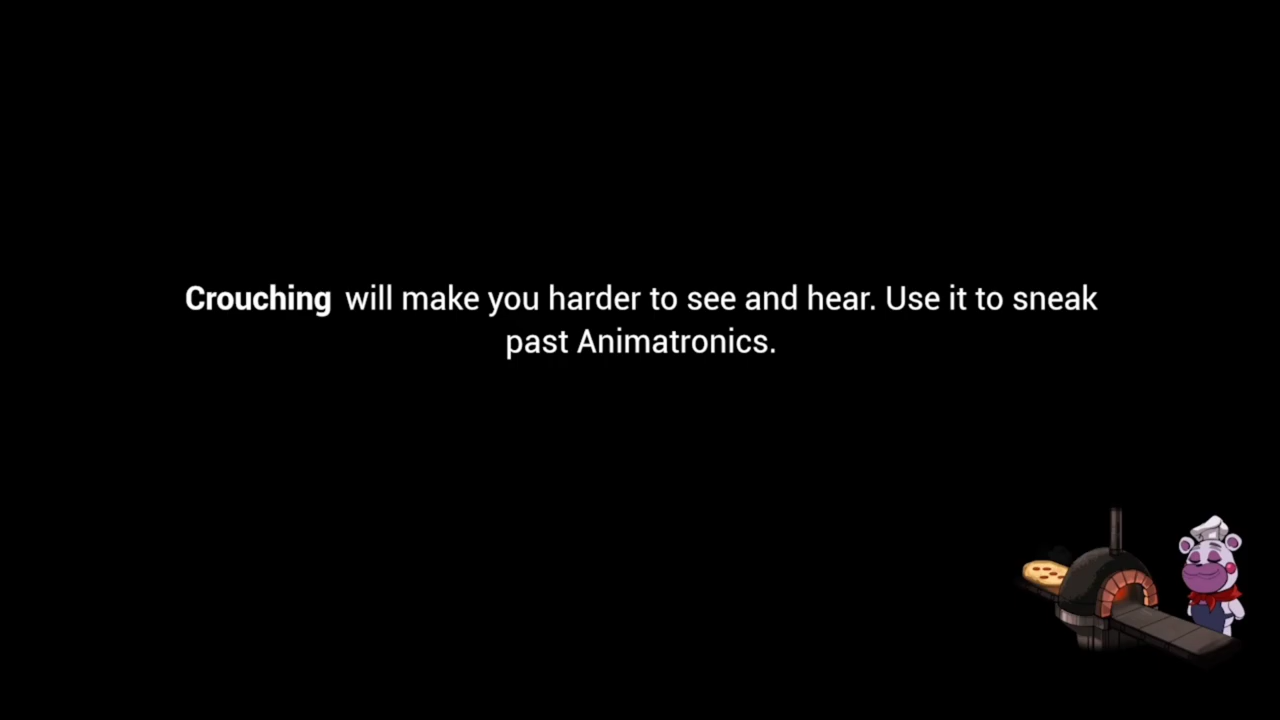 Crouching will make you harder to see and hear. Use it to sneak
past Animatronics.